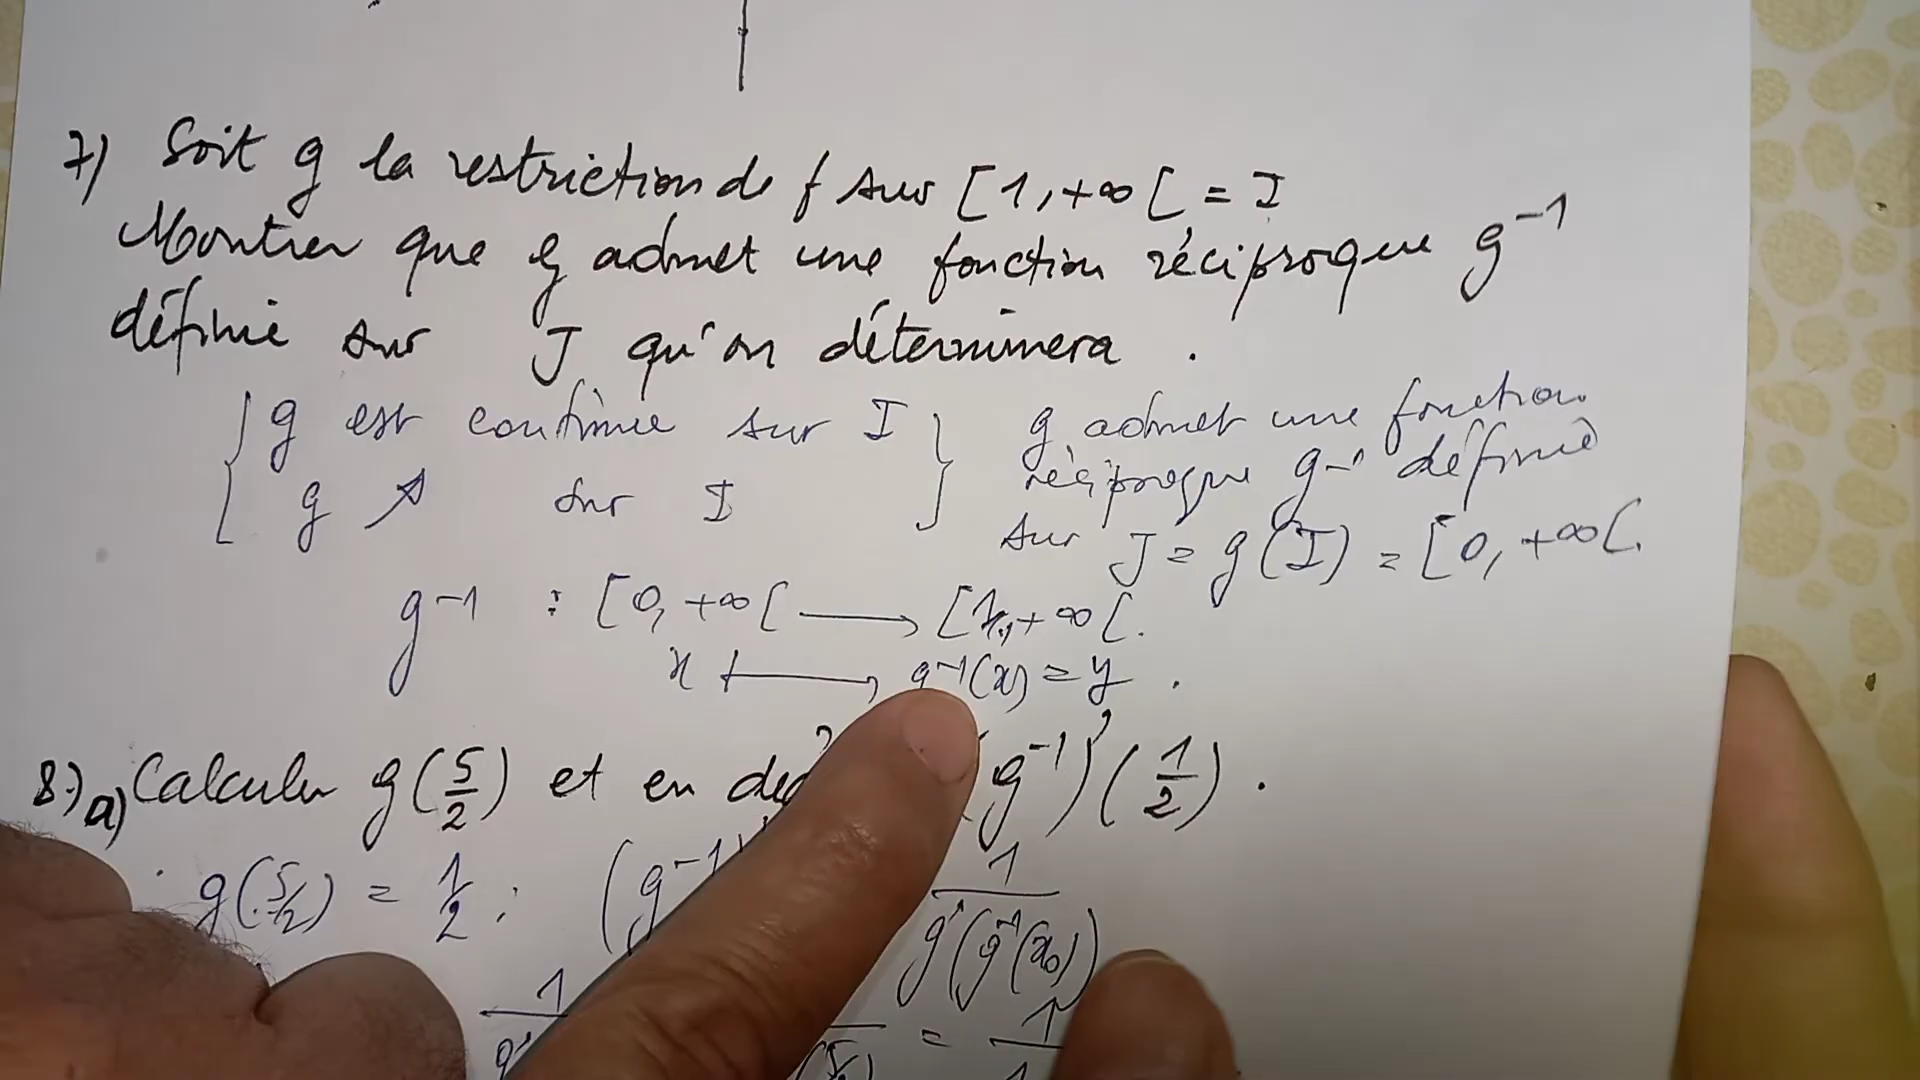 7) Soit g la restriction de f sur [1, +∞[ = I
Montrer que g admet une fonction réciproque g⁻¹
définie sur J qu'on déterminera .
{ g est continue sur I } g admet une fonction
g ↗ sur I réciproque g⁻¹ définie
sur J = g(I) = [0, +∞[.
g⁻¹ : [0, +∞[ ⟶ [1, +∞[.
x ⟼ g⁻¹(x) = y .
8) a) Calculer g(5/2) et en (g⁻¹)'(1/2) .
g(5/2) = 1/2 ; (g⁻¹ 1/g'(g⁻¹(x₀))
1 = 1